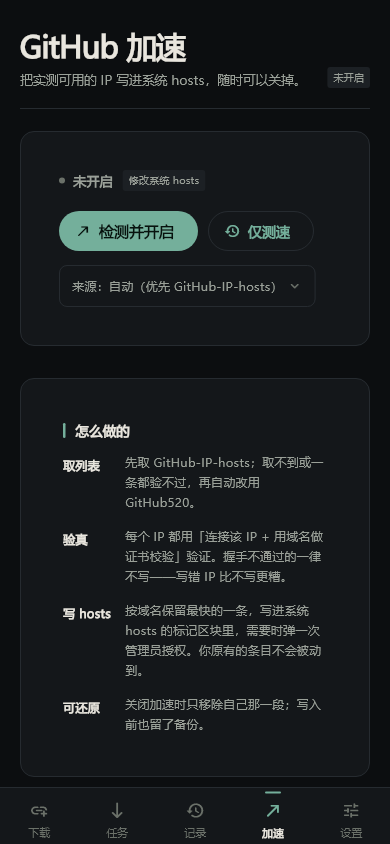 GitHub 加速
把实测可用的 IP 写进系统 hosts，随时可以关掉。
未开启
未开启
修改系统 hosts
检测并开启
仅测速
来源：自动（优先 GitHub-IP-hosts）
怎么做的
取列表
先取 GitHub-IP-hosts；取不到或一
条都验不过，再自动改用
GitHub520。
验真
每个 IP 都用「连接该 IP + 用域名做
证书校验」验证。握手不通过的一律
不写——写错 IP 比不写更糟。
写 hosts
按域名保留最快的一条，写进系统
hosts 的标记区块里，需要时弹一次
管理员授权。你原有的条目不会被动
到。
可还原
关闭加速时只移除自己那一段；写入
前也留了备份。
下载
任务
记录
加速
设置